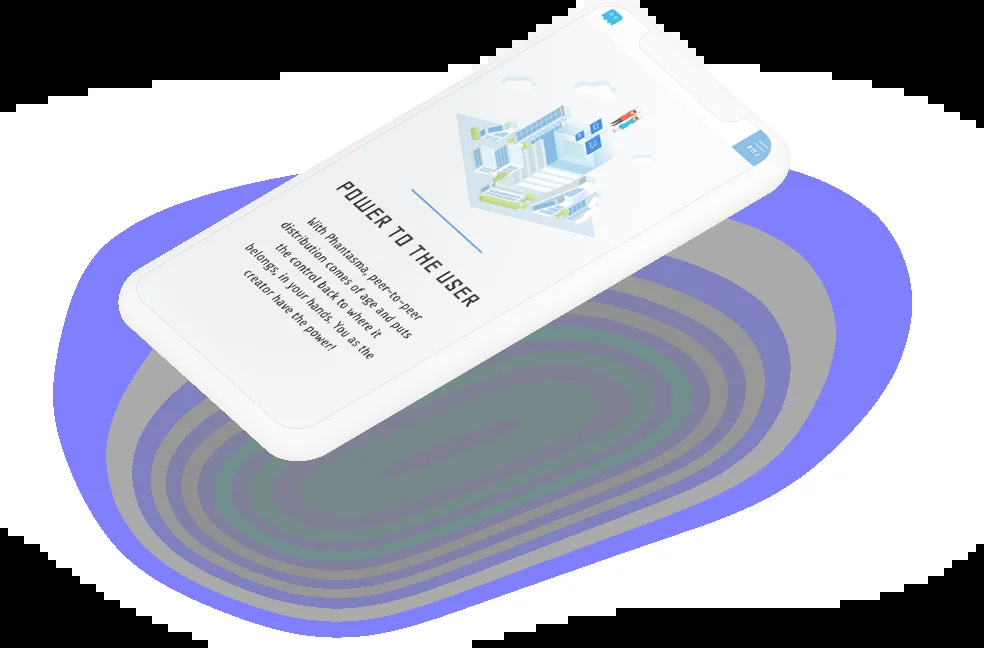 POWER TO THE USER
With Phantasma, peer-to-peer
distribution comes of age and puts
the control back to where it
belongs, in your hands. You as the
creator have the power!